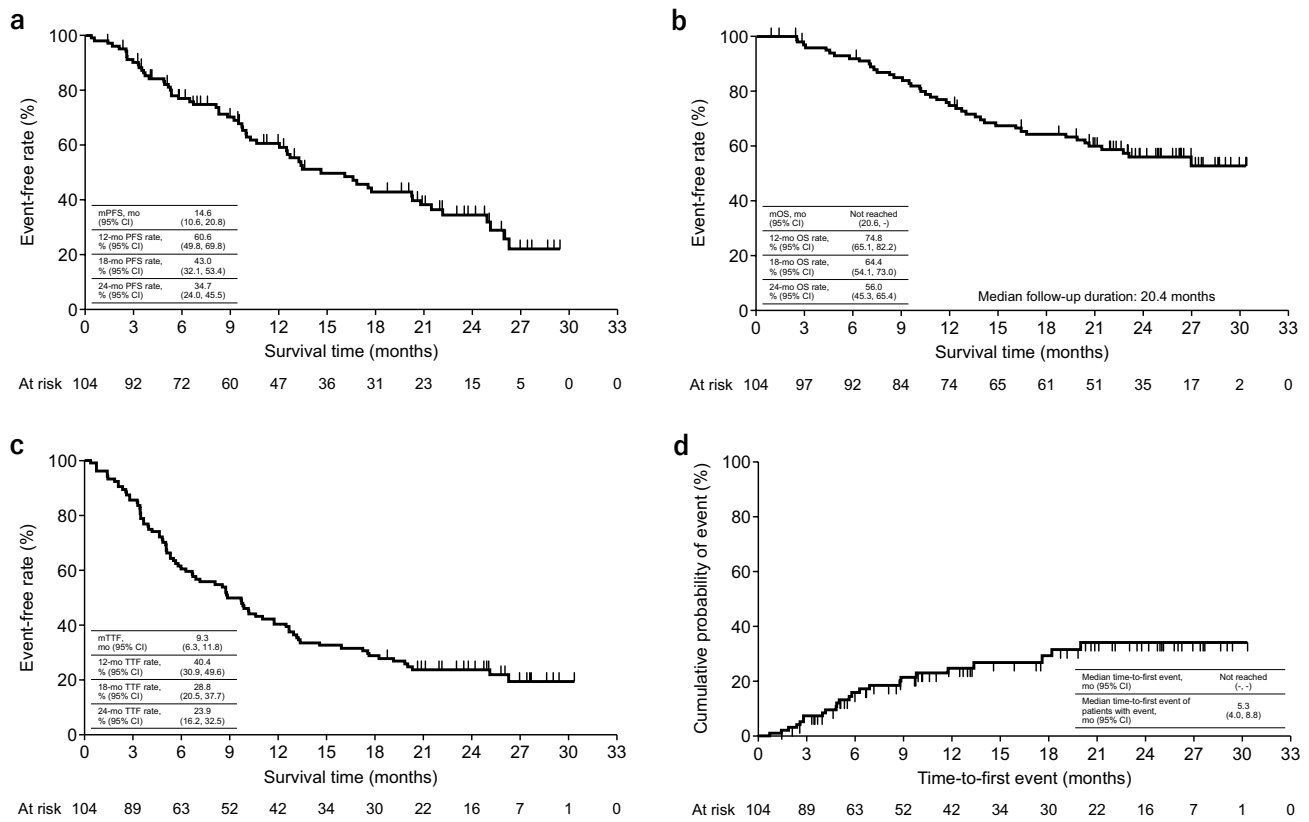 a
Event-free rate (%)
100
80
60
40
20
0
mPFS, mo 14.6
(95% CI) (10.6, 20.8)
12-mo PFS rate, 60.6
% (95% CI) (49.8, 69.8)
18-mo PFS rate, 43.0
% (95% CI) (32.1, 53.4)
24-mo PFS rate, 34.7
% (95% CI) (24.0, 45.5)
0 3 6 9 12 15 18 21 24 27 30 33
Survival time (months)
At risk 104 92 72 60 47 36 31 23 15 5 0 0
b
Event-free rate (%)
100
80
60
40
20
0
mOS, mo Not reached
(95% CI) (20.6, -)
12-mo OS rate, 74.8
% (95% CI) (65.1, 82.2)
18-mo OS rate, 64.4
% (95% CI) (54.1, 73.0)
24-mo OS rate, 56.0
% (95% CI) (45.3, 65.4)
Median follow-up duration: 20.4 months
0 3 6 9 12 15 18 21 24 27 30 33
Survival time (months)
At risk 104 97 92 84 74 65 61 51 35 17 2 0
c
Event-free rate (%)
100
80
60
40
20
0
mTTF, 9.3
mo (95% CI) (6.3, 11.8)
12-mo TTF rate, 40.4
% (95% CI) (30.9, 49.6)
18-mo TTF rate, 28.8
% (95% CI) (20.5, 37.7)
24-mo TTF rate, 23.9
% (95% CI) (16.2, 32.5)
0 3 6 9 12 15 18 21 24 27 30 33
Survival time (months)
At risk 104 89 63 52 42 34 30 22 16 7 1 0
d
Cumulative probability of event (%)
100
80
60
40
20
0
Median time-to-first event, Not reached
mo (95% CI) (-, -)
Median time-to-first event of
patients with event, 5.3
mo (95% CI) (4.0, 8.8)
0 3 6 9 12 15 18 21 24 27 30 33
Time-to-first event (months)
At risk 104 89 63 52 42 34 30 22 16 7 1 0